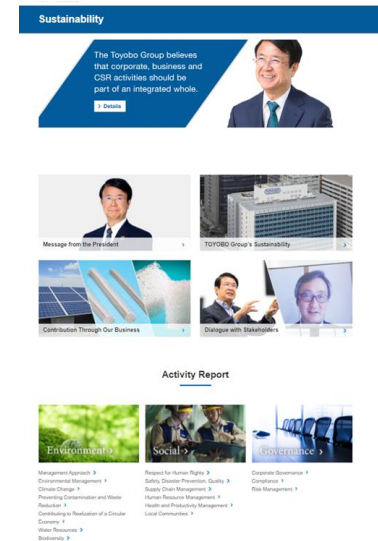 Sustainability
The Toyobo Group believes
that corporate, business and
CSR activities should be
part of an integrated whole.
> Details
Message from the President >
TOYOBO Group's Sustainability >
Contribution Through Our Business >
Dialogue with Stakeholders >
Activity Report
Environment >
Management Approach >
Environmental Management >
Climate Change >
Preventing Contamination and Waste
Reduction >
Contributing to Realization of a Circular
Economy >
Water Resources >
Biodiversity >
Social >
Respect for Human Rights >
Safety, Disaster Prevention, Quality >
Supply Chain Management >
Human Resource Management >
Health and Productivity Management >
Local Communities >
Governance >
Corporate Governance >
Compliance >
Risk Management >